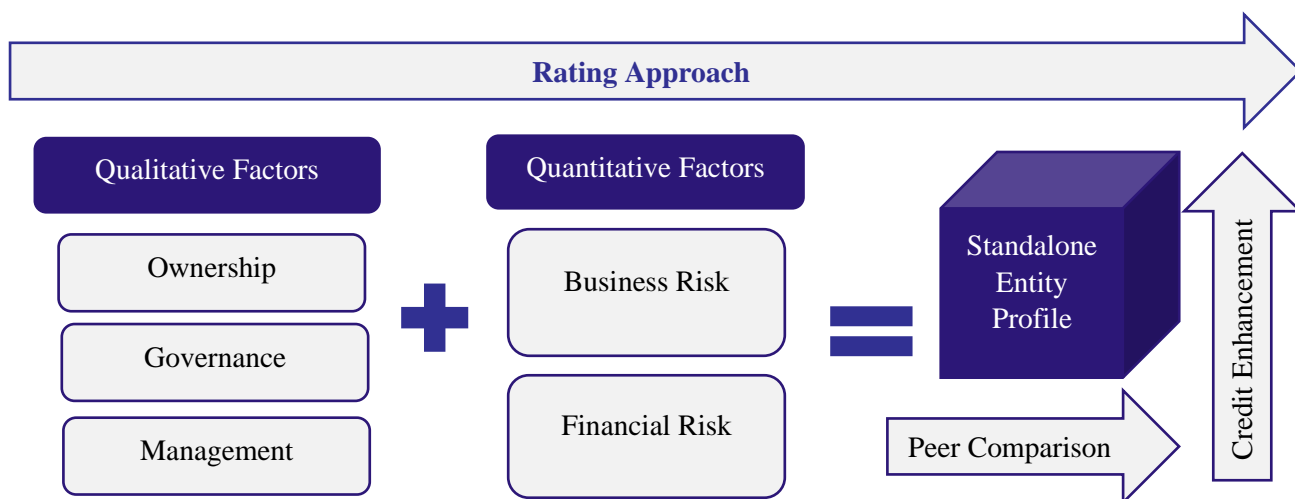 Rating Approach
Qualitative Factors
Ownership
Governance
Management
Quantitative Factors
Business Risk
Financial Risk
Standalone
Entity
Profile
Peer Comparison
Credit Enhancement